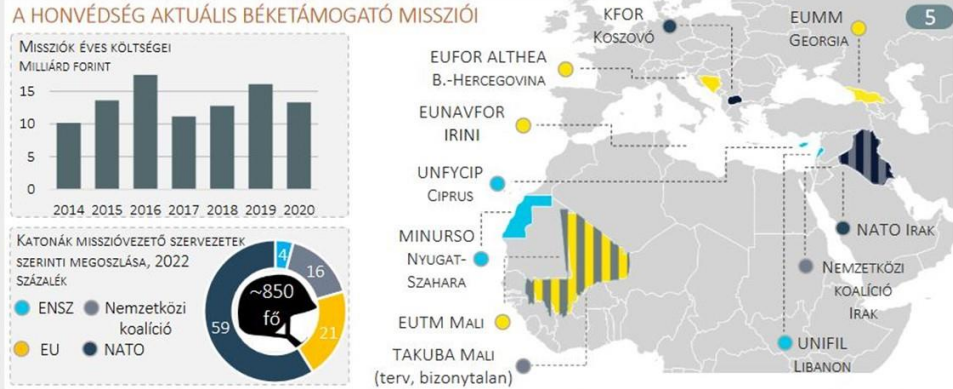 A HONVÉDSÉG AKTUÁLIS BÉKETÁMOGATÓ MISSZIÓI
5
MISSZIÓK ÉVES KÖLTSÉGEI
MILLIÁRD FORINT
15
10
5
0
2014 2015 2016 2017 2018 2019 2020
KATONÁK MISSZIÓVEZETŐ SZERVEZETEK
SZERINTI MEGOSZLÁSA, 2022
SZÁZALÉK
ENSZ
Nemzetközi
koalíció
EU
NATO
4
16
21
59
~850
fő
KFOR
KOSZOVÓ
EUMM
GEORGIA
EUFOR ALTHEA
B.-HERCEGOVINA
EUNAVFOR
IRINI
UNFYCIP
CIPRUS
MINURSO
NYUGAT-
SZAHARA
EUTM MALI
TAKUBA MALI
(terv, bizonytalan)
NATO IRAK
NEMZETKÖZI
KOALÍCIÓ
IRAK
UNIFIL
LIBANON